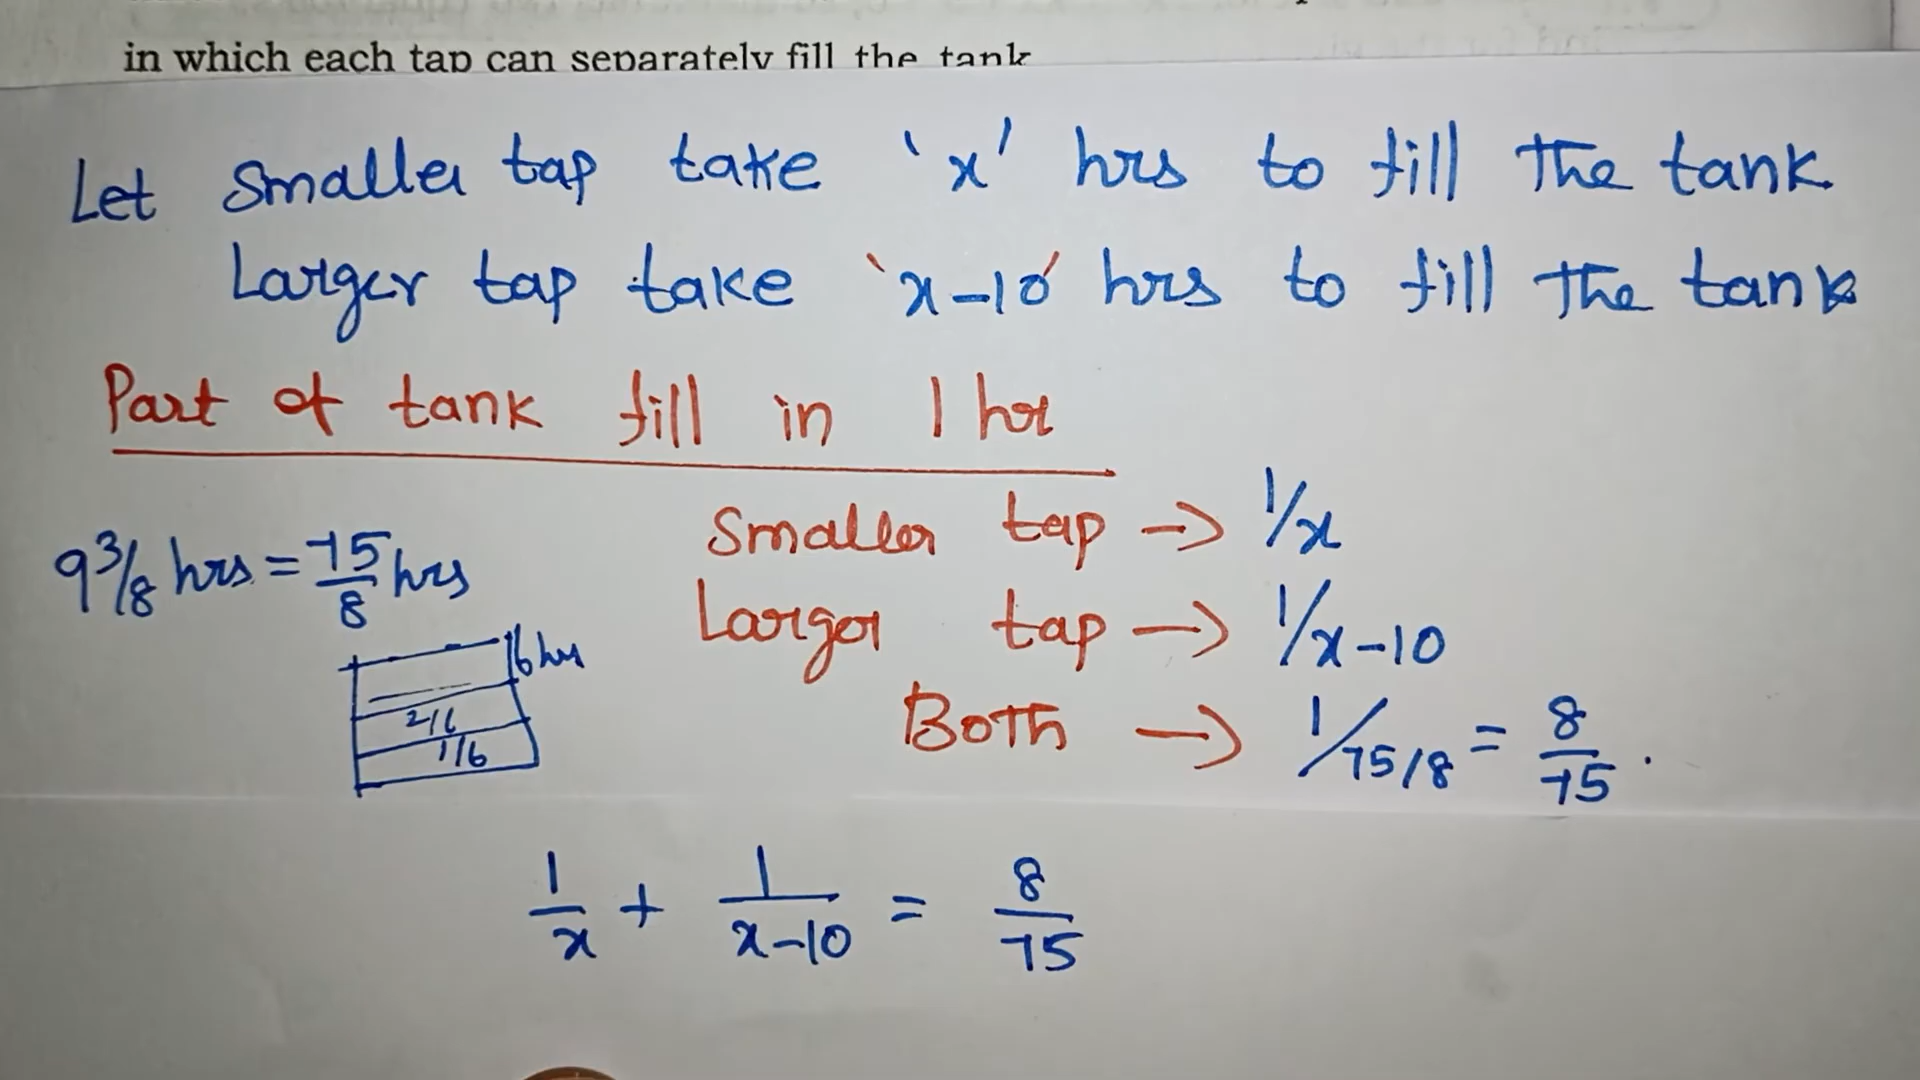 in which each tap can separately fill the tank
Let smaller tap take 'x' hrs to fill the tank
Larger tap take 'x-10' hrs to fill the tank
Part of tank fill in 1 hr
Smaller tap → 1/x
9 3/8 hrs = 75/8 hrs
Larger tap → 1/x-10
6 hrs
2/6
1/6
Both → 1/75/8 = 8/75.
1/x + 1/x-10 = 8/75